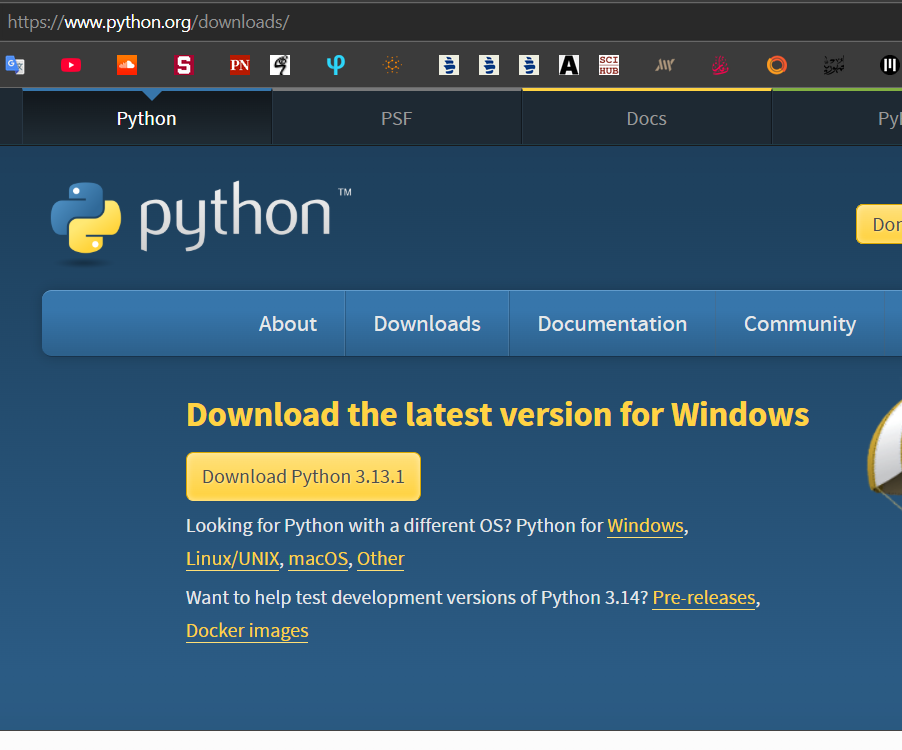 https://www.python.org/downloads/
S
PN
A
SCI
HUB
Python
PSF
Docs
PyI
python™
Don
About
Downloads
Documentation
Community
Download the latest version for Windows
Download Python 3.13.1
Looking for Python with a different OS? Python for Windows,
Linux/UNIX, macOS, Other
Want to help test development versions of Python 3.14? Pre-releases,
Docker images